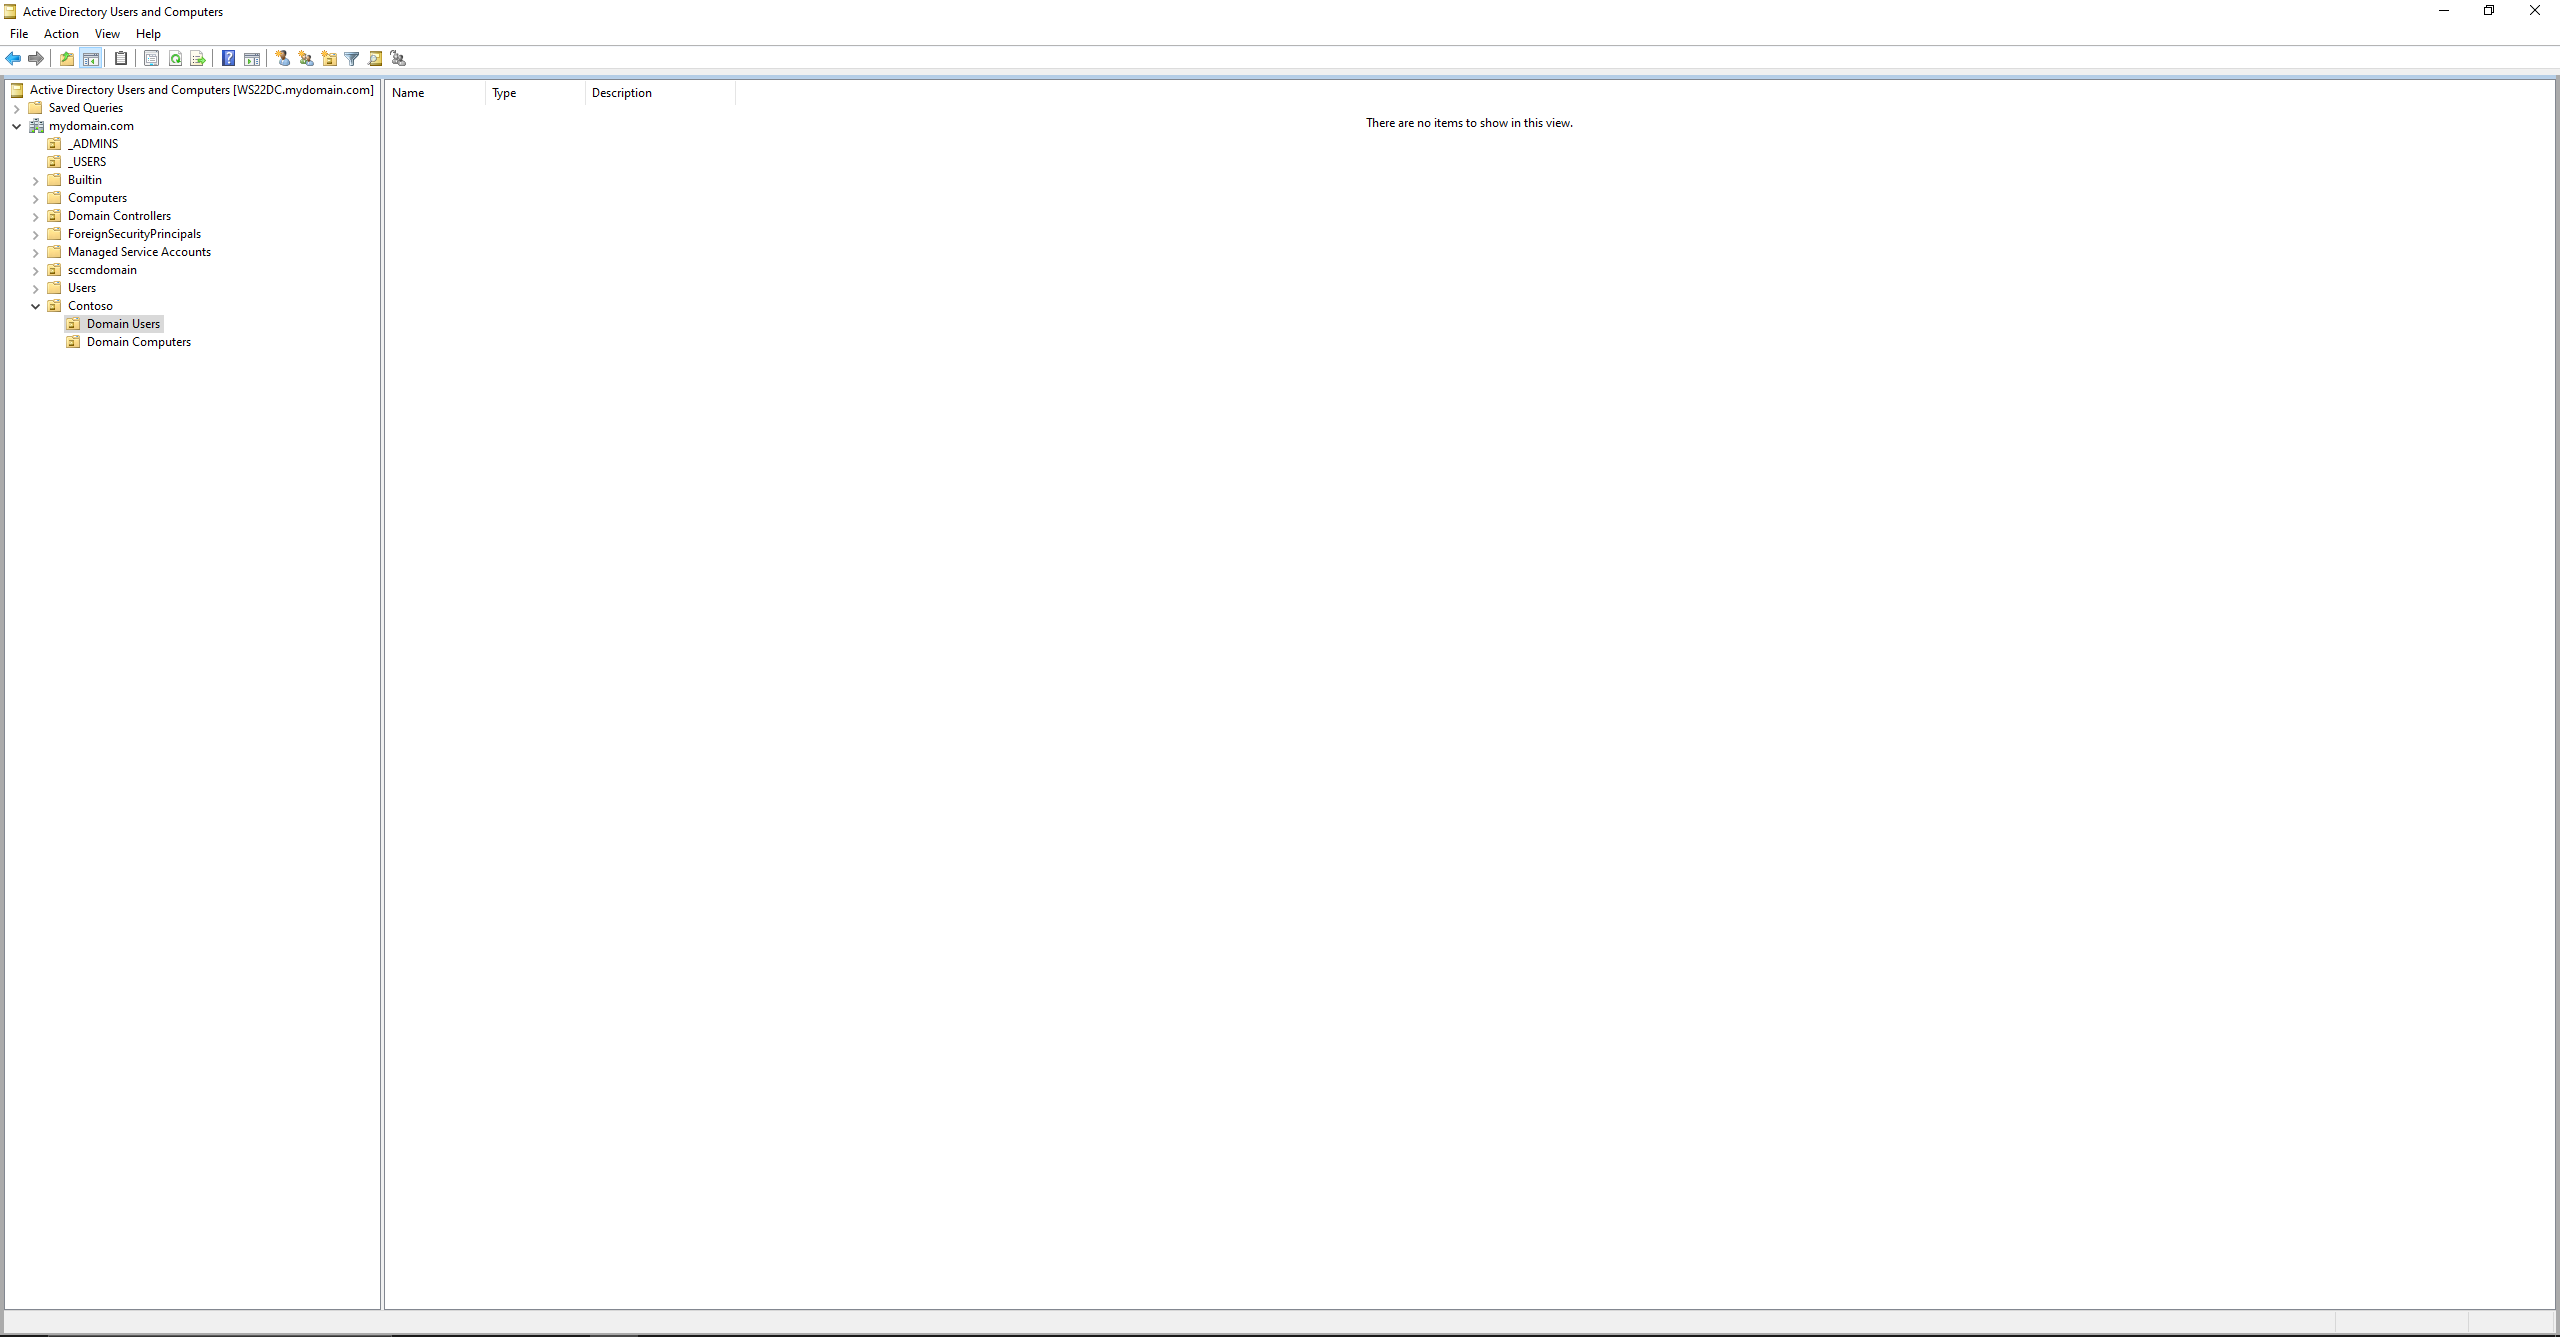 Active Directory Users and Computers
File Action View Help
Active Directory Users and Computers [WS22DC.mydomain.com]
Saved Queries
mydomain.com
_ADMINS
_USERS
Builtin
Computers
Domain Controllers
ForeignSecurityPrincipals
Managed Service Accounts
sccmdomain
Users
Contoso
Domain Users
Domain Computers
Name Type Description
There are no items to show in this view.